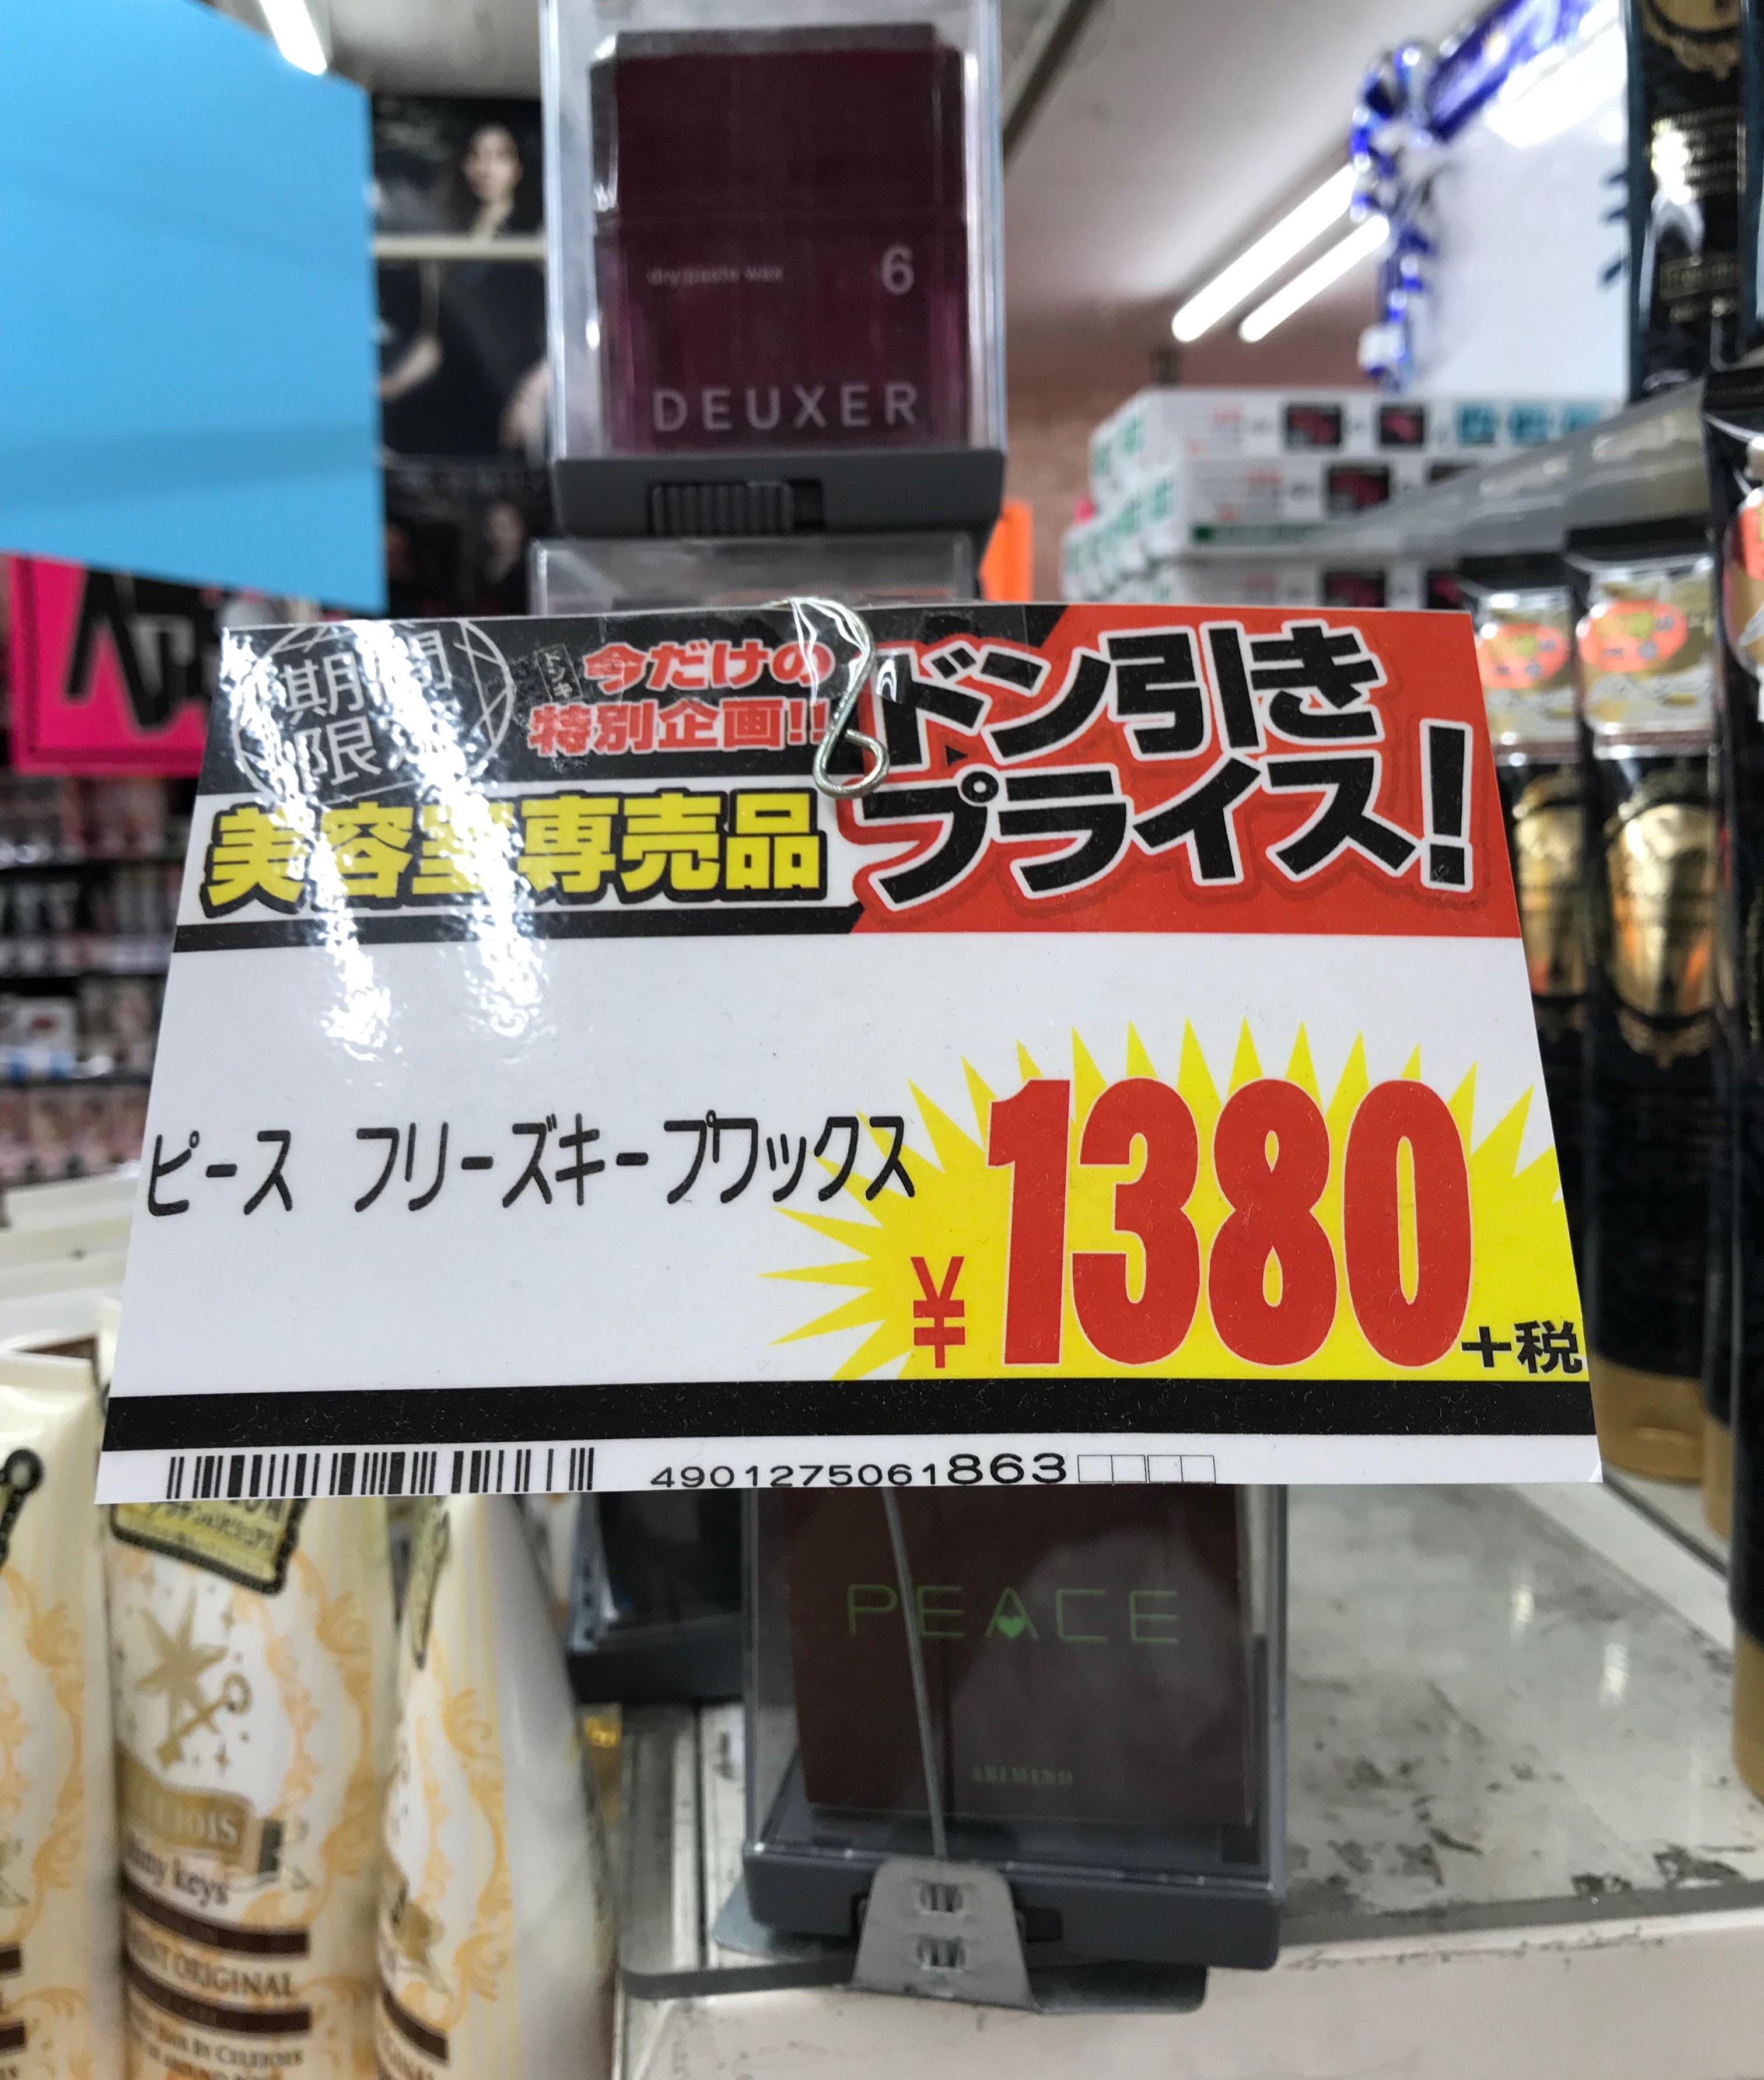 dry paste wax 6
DEUXER
期間
限定
ドンキ
今だけの
特別企画!!
ドン引き
プライス!
美容室専売品
ピース フリーズキープワックス
¥1380+税
4901275061863
PEACE
ARIMINO